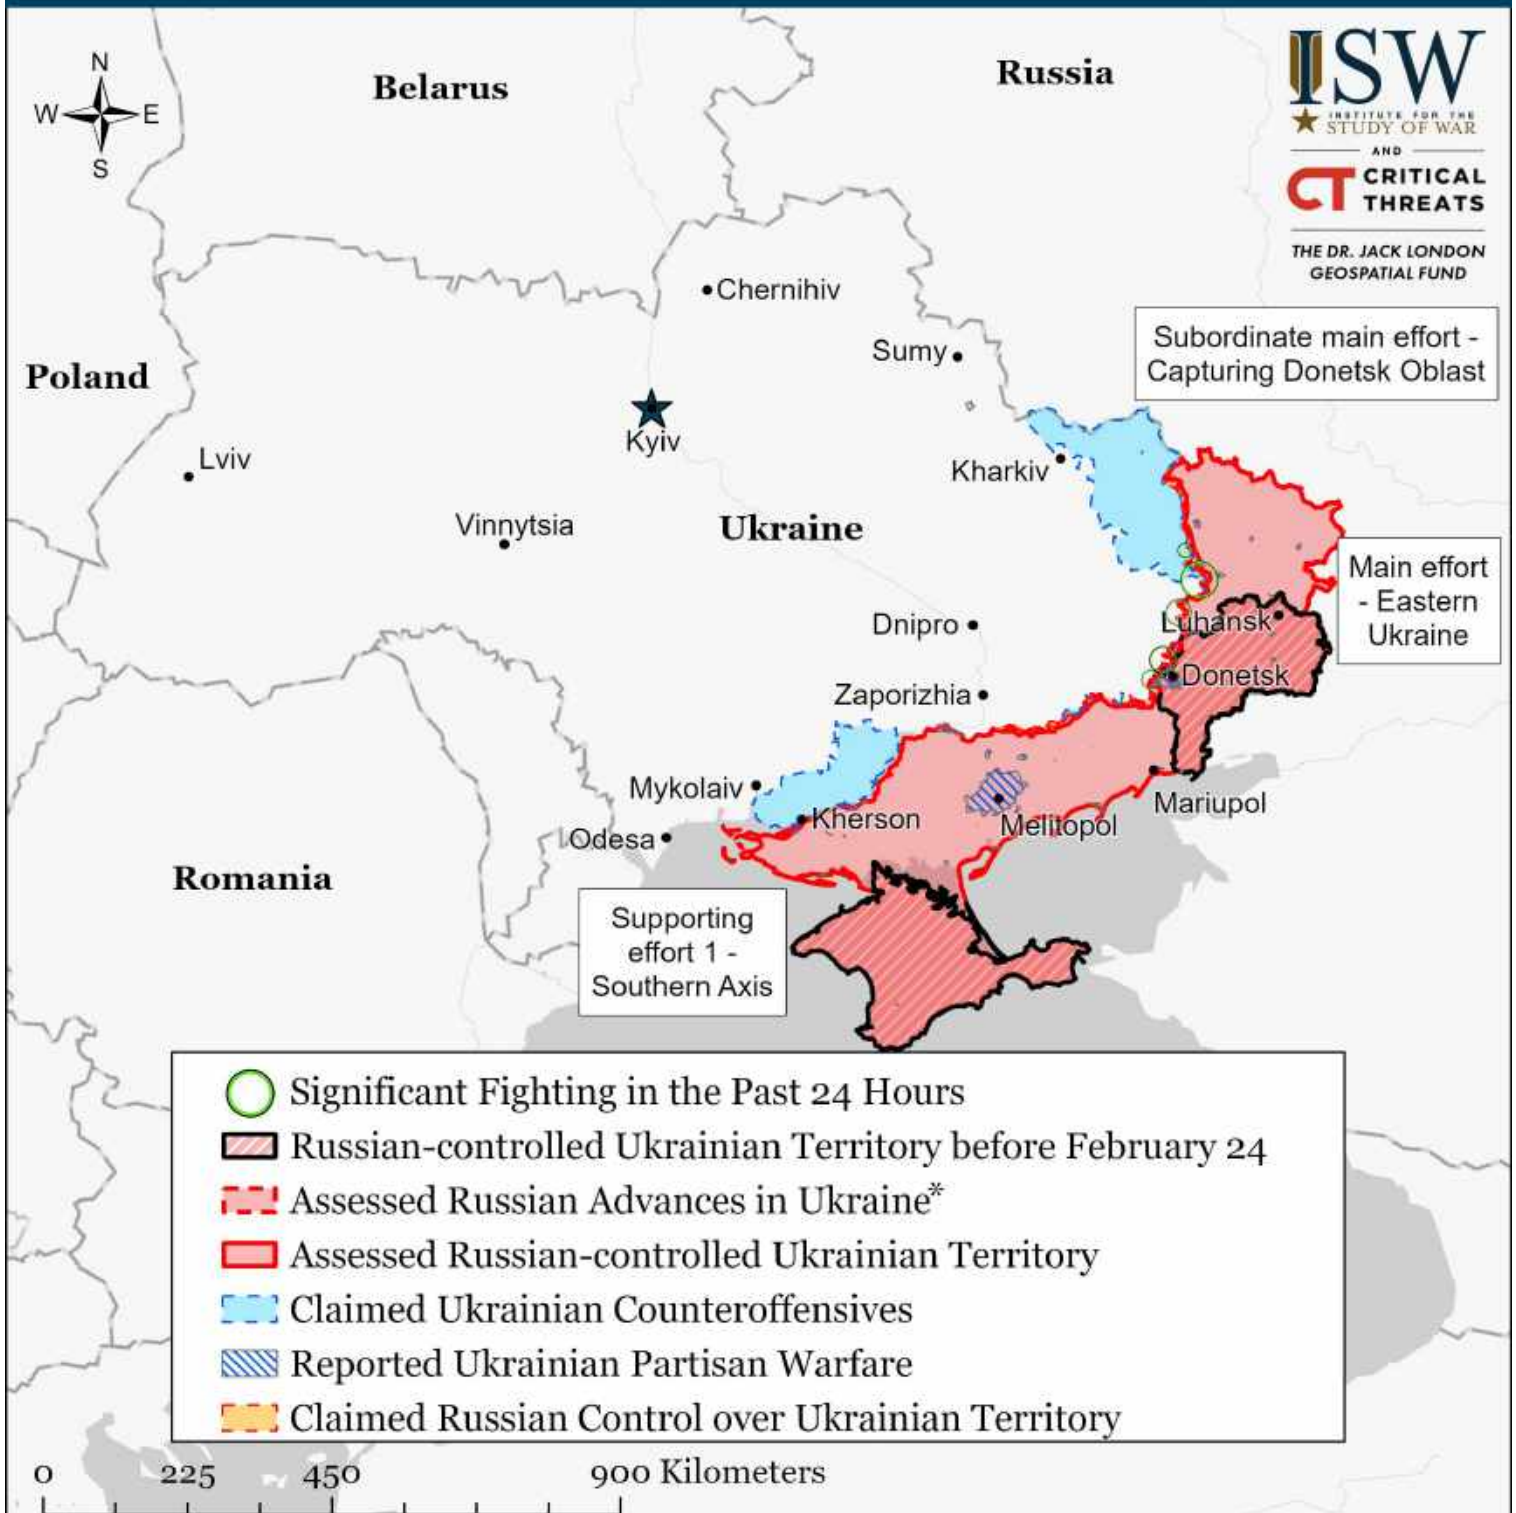 N
W
E
S
Belarus
Russia
ISW
INSTITUTE FOR THE
STUDY OF WAR
AND
CT CRITICAL
THREATS
THE DR. JACK LONDON
GEOSPATIAL FUND
Chernihiv
Subordinate main effort -
Capturing Donetsk Oblast
Sumy
Poland
Kyiv
Lviv
Kharkiv
Vinnytsia
Ukraine
Main effort
- Eastern
Ukraine
Dnipro
Luhansk
Donetsk
Zaporizhia
Mykolaiv
Mariupol
Kherson
Melitopol
Odesa
Romania
Supporting
effort 1 -
Southern Axis
Significant Fighting in the Past 24 Hours
Russian-controlled Ukrainian Territory before February 24
Assessed Russian Advances in Ukraine*
Assessed Russian-controlled Ukrainian Territory
Claimed Ukrainian Counteroffensives
Reported Ukrainian Partisan Warfare
Claimed Russian Control over Ukrainian Territory
0 225 450 900 Kilometers